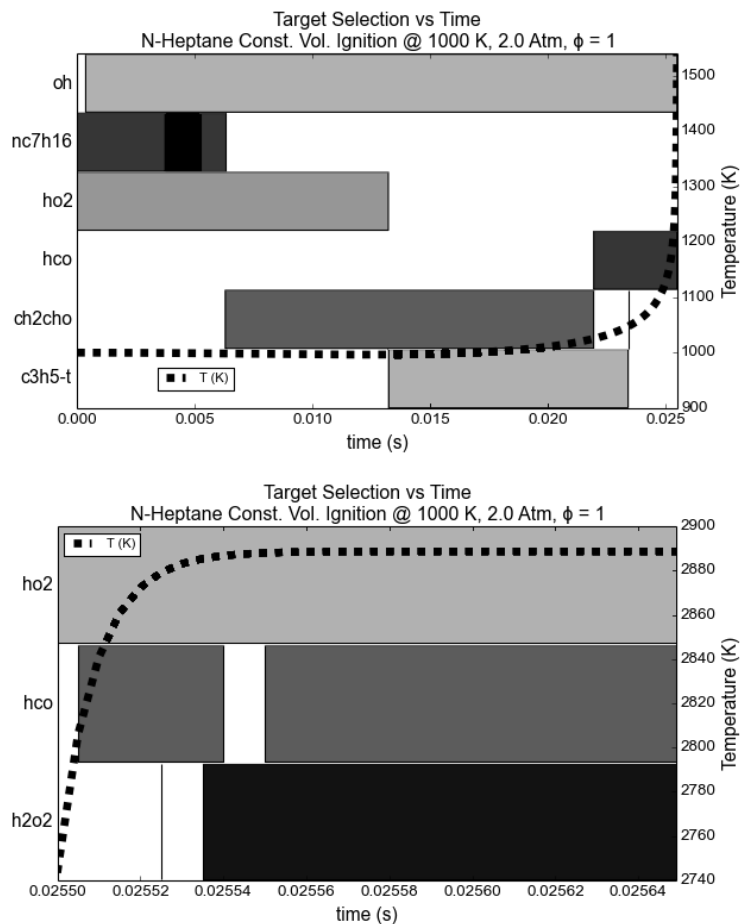 Target Selection vs Time
N-Heptane Const. Vol. Ignition @ 1000 K, 2.0 Atm, ϕ = 1
oh
nc7h16
ho2
hco
ch2cho
c3h5-t
T (K)
1500
1400
1300
1200
1100
1000
900
Temperature (K)
0.000 0.005 0.010 0.015 0.020 0.025
time (s)
Target Selection vs Time
N-Heptane Const. Vol. Ignition @ 1000 K, 2.0 Atm, ϕ = 1
T (K)
ho2
hco
h2o2
2900
2880
2860
2840
2820
2800
2780
2760
2740
Temperature (K)
0.02550 0.02552 0.02554 0.02556 0.02558 0.02560 0.02562 0.02564
time (s)